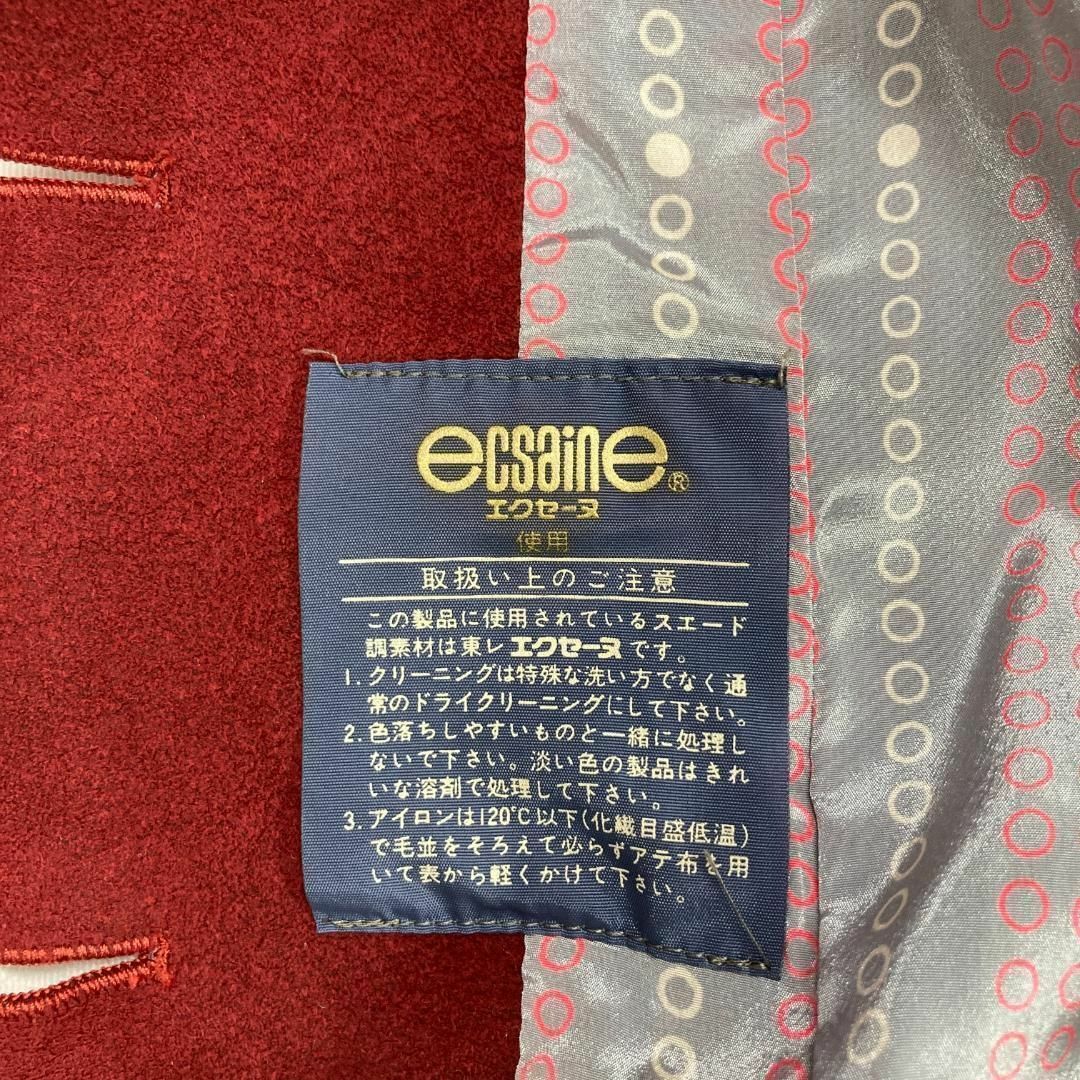 ecsaine®
エクセーヌ
使用
取扱い上のご注意
この製品に使用されているスエード
調素材は東レエクセーヌです。
1. クリーニングは特殊な洗い方でなく通
常のドライクリーニングにして下さい。
2. 色落ちしやすいものと一緒に処理し
ないで下さい。淡い色の製品はきれ
いな溶剤で処理して下さい。
3. アイロンは120℃以下(化繊目盛低温)
で毛並をそろえて必らずアテ布を用
いて表から軽くかけて下さい。